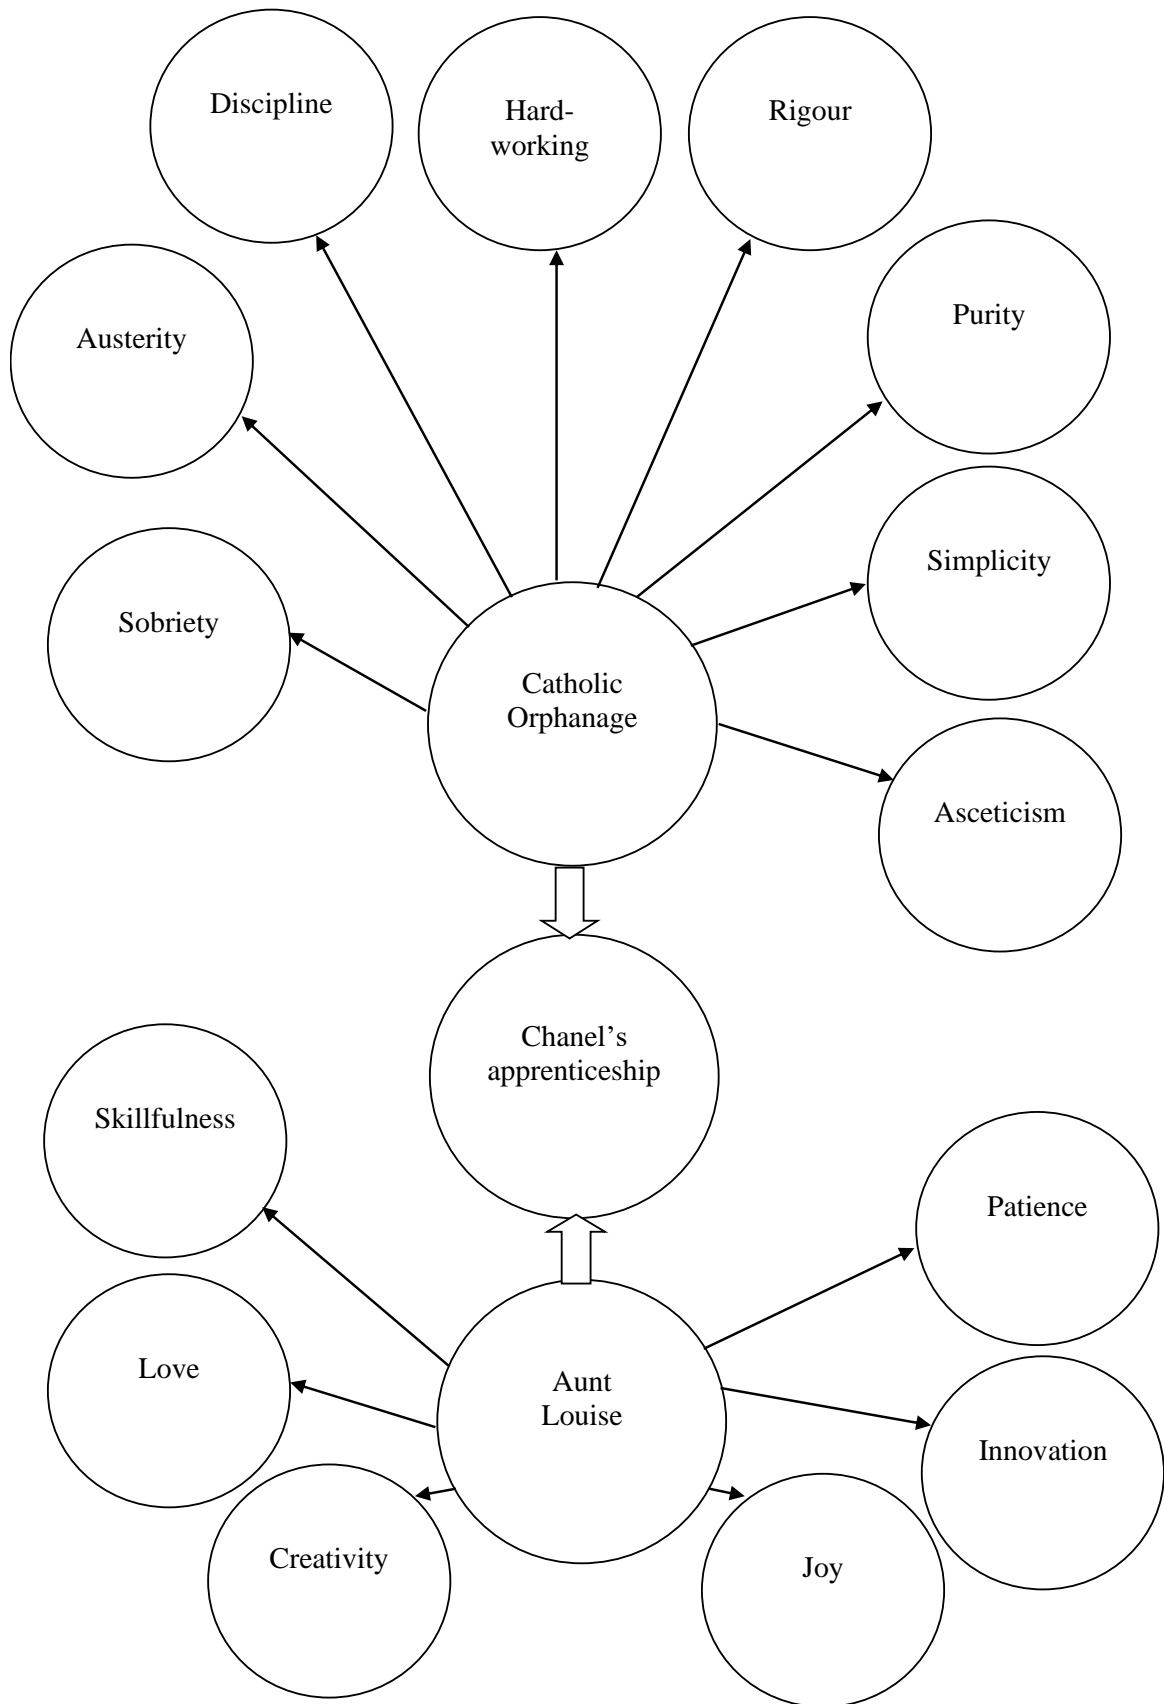 Discipline
Hard-
working
Rigour
Austerity
Purity
Simplicity
Sobriety
Catholic
Orphanage
Asceticism
Chanel’s
apprenticeship
Skillfulness
Patience
Love
Aunt
Louise
Innovation
Creativity
Joy